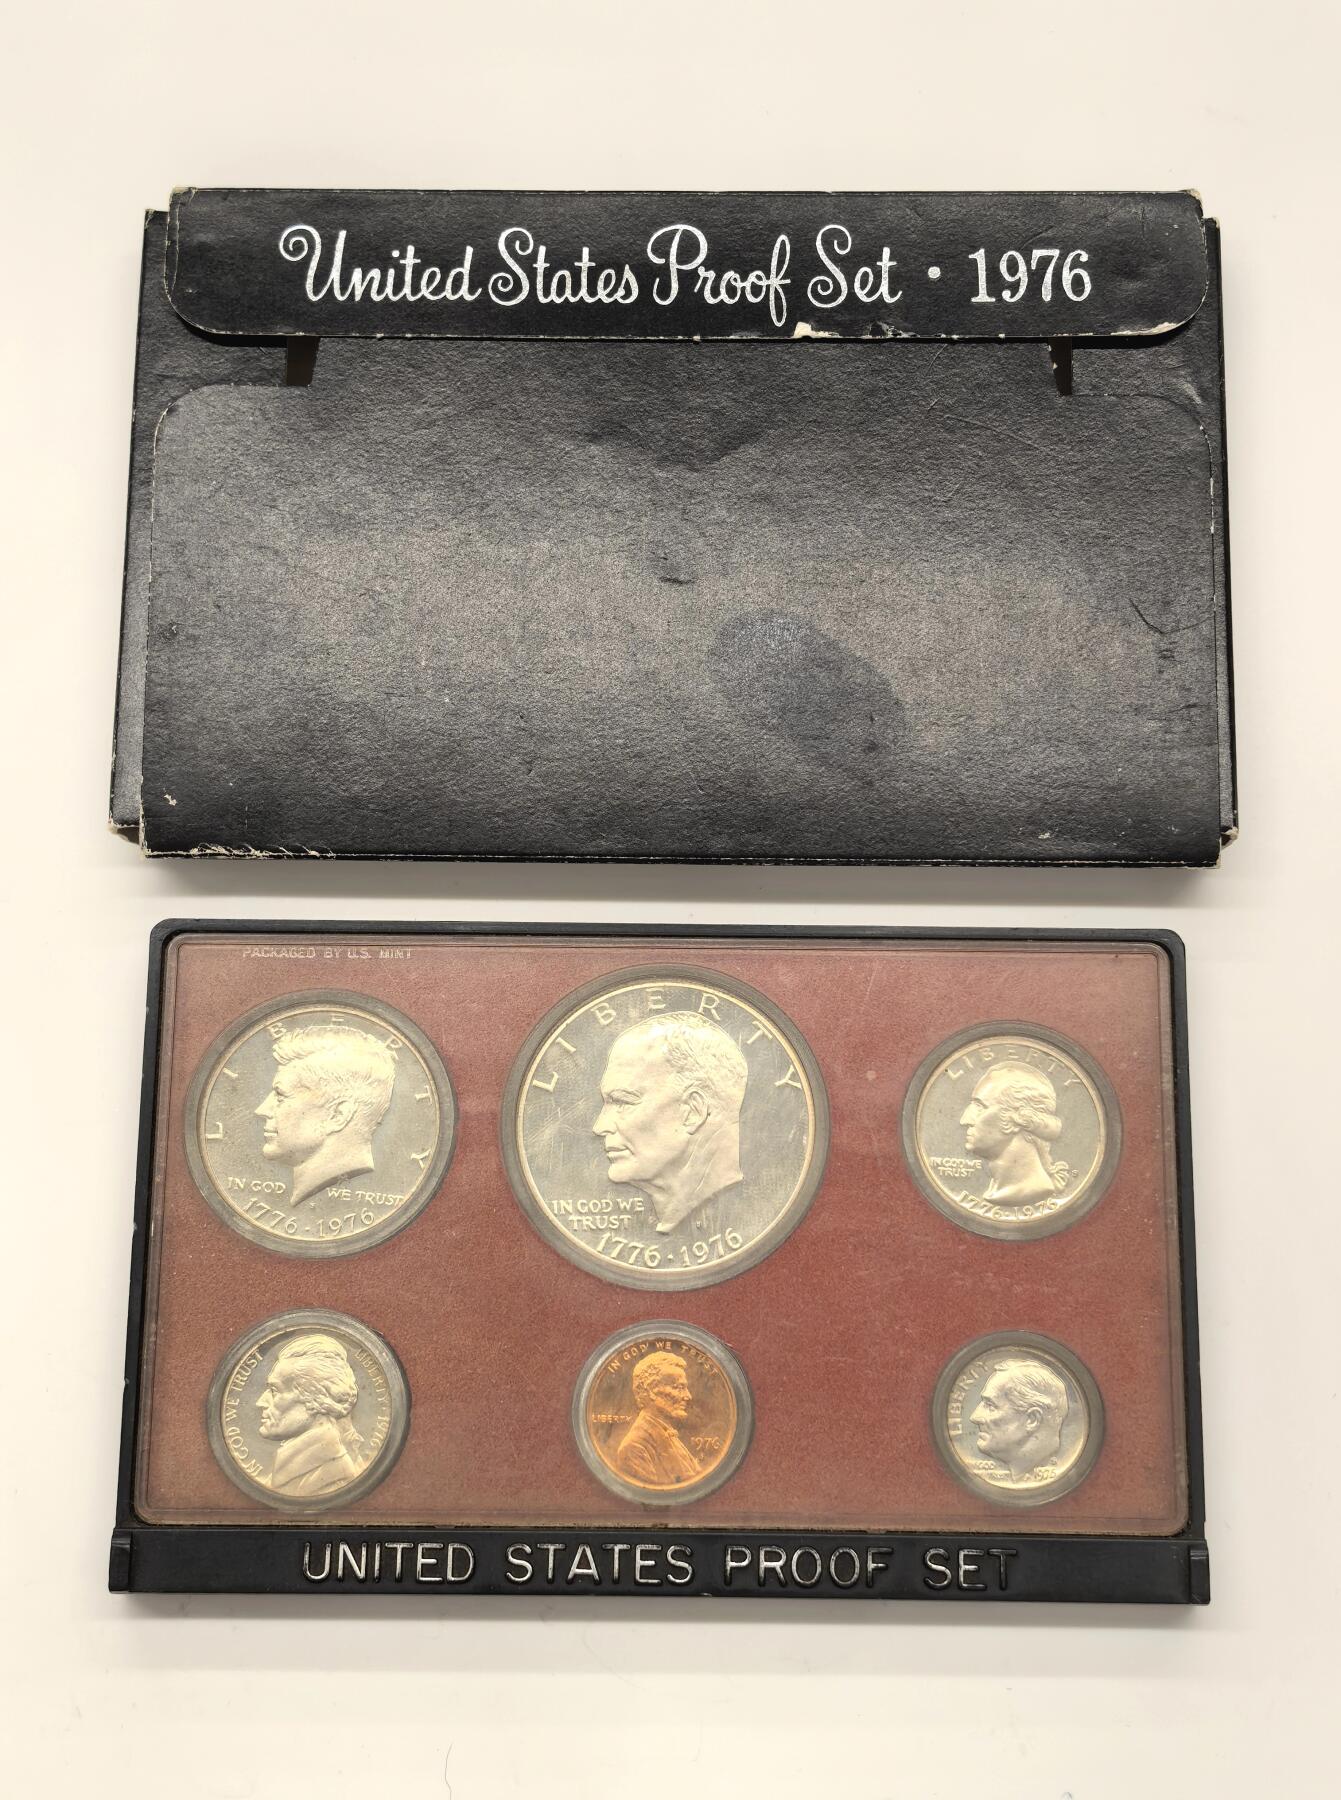 United States Proof Set · 1976
PACKAGED BY U.S. MINT
LIBERTY
IN GOD WE TRUST
1776 · 1976
LIBERTY
IN GOD WE
TRUST
1776 · 1976
LIBERTY
IN GOD WE
TRUST
1776 · 1976
IN GOD WE TRUST
LIBERTY · 1976
IN GOD WE TRUST
LIBERTY
1976
LIBERTY
1976
UNITED STATES PROOF SET